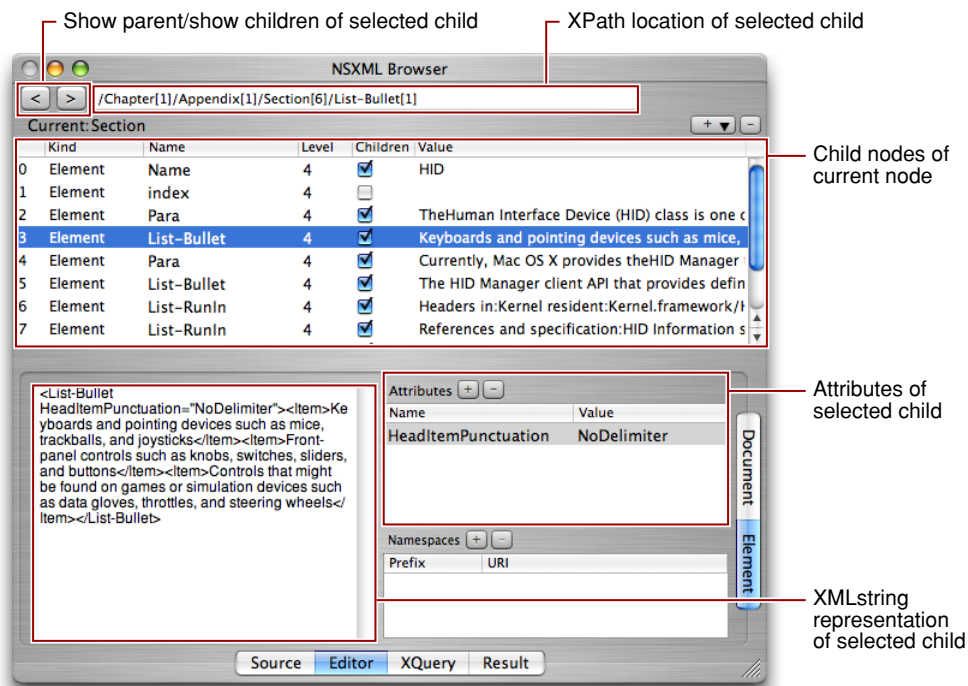 Show parent/show children of selected child
XPath location of selected child
NSXML Browser
< > /Chapter[1]/Appendix[1]/Section[6]/List-Bullet[1]
Current:Section + ▼ -
Kind Name Level Children Value
0 Element Name 4 HID
1 Element index 4
2 Element Para 4 TheHuman Interface Device (HID) class is one
3 Element List-Bullet 4 Keyboards and pointing devices such as mice,
4 Element Para 4 Currently, Mac OS X provides theHID Manager
5 Element List-Bullet 4 The HID Manager client API that provides defin
6 Element List-RunIn 4 Headers in:Kernel resident:Kernel.framework/
7 Element List-RunIn 4 References and specification:HID Information s
Child nodes of
current node
<List-Bullet
HeadItemPunctuation="NoDelimiter"><Item>Ke
yboards and pointing devices such as mice,
trackballs, and joysticks</Item><Item>Front-
panel controls such as knobs, switches, sliders,
and buttons</Item><Item>Controls that might
be found on games or simulation devices such
as data gloves, throttles, and steering wheels</
Item></List-Bullet>
Attributes + -
Name Value
HeadItemPunctuation NoDelimiter
Namespaces + -
Prefix URI
Document
Element
Attributes of
selected child
XMLstring
representation
of selected child
Source Editor XQuery Result